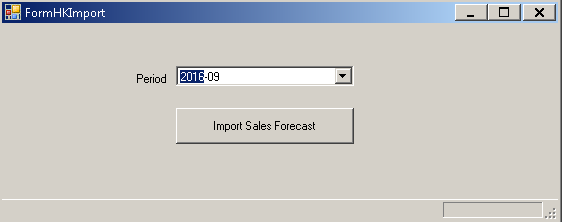 FormHKImport
Period
2016-09
Import Sales Forecast